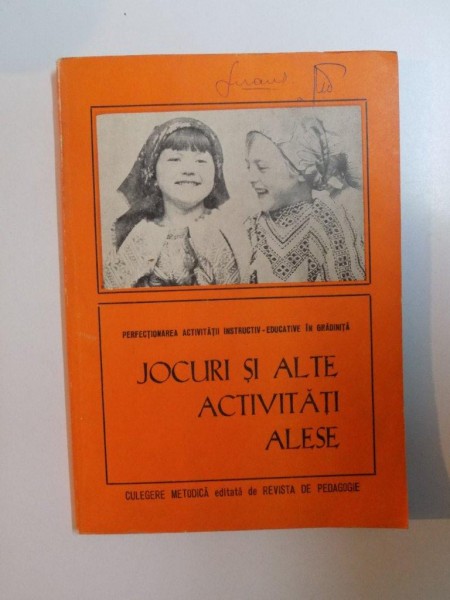 PERFECȚIONAREA ACTIVITĂȚII INSTRUCTIV-EDUCATIVE ÎN GRĂDINIȚĂ
JOCURI ȘI ALTE
ACTIVITĂȚI
ALESE
CULEGERE METODICĂ editată de REVISTA DE PEDAGOGIE